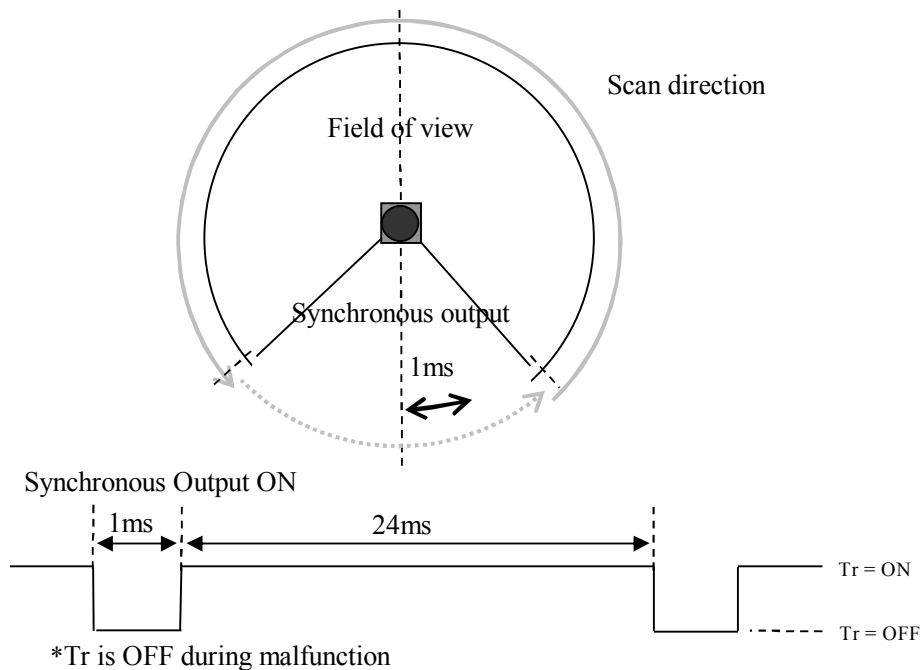 Scan direction
Field of view
Synchronous output
1ms
Synchronous Output ON
1ms
24ms
Tr = ON
Tr = OFF
*Tr is OFF during malfunction